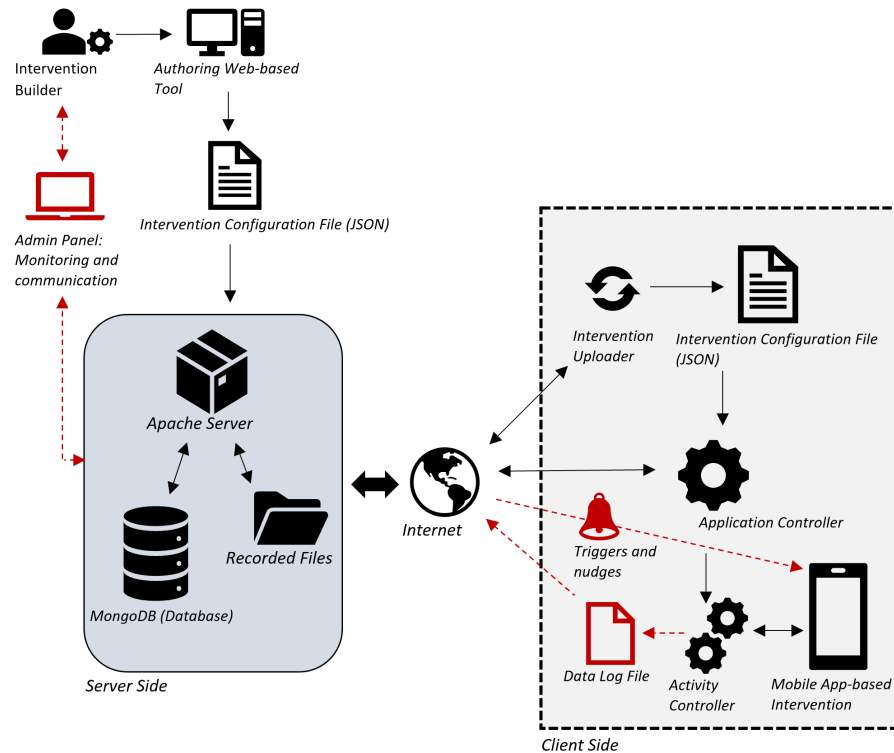 Intervention
Builder
Authoring Web-based
Tool
Intervention Configuration File (JSON)
Admin Panel:
Monitoring and
communication
Apache Server
MongoDB (Database)
Recorded Files
Server Side
Internet
Intervention
Uploader
Intervention Configuration File
(JSON)
Application Controller
Triggers and
nudges
Data Log File
Activity
Controller
Mobile App-based
Intervention
Client Side